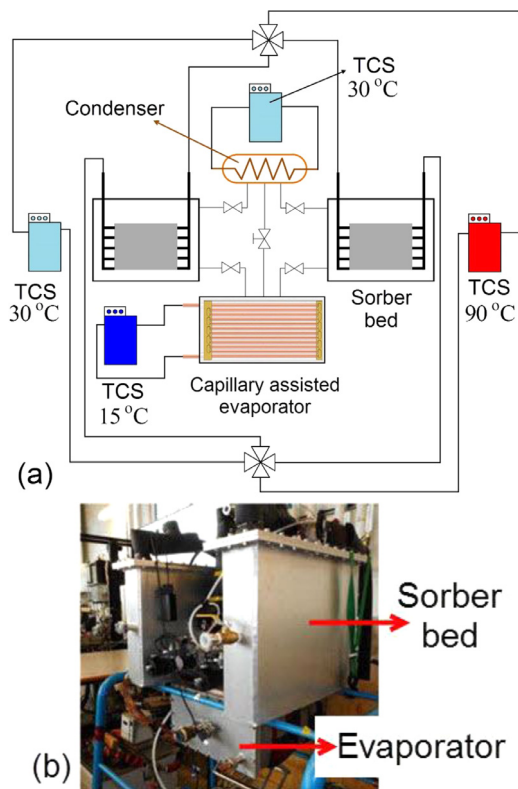 TCS
30 °C
Condenser
TCS
30 °C
Sorber
bed
TCS
90 °C
TCS
15 °C
Capillary assisted
evaporator
(a)
Sorber
bed
Evaporator
(b)